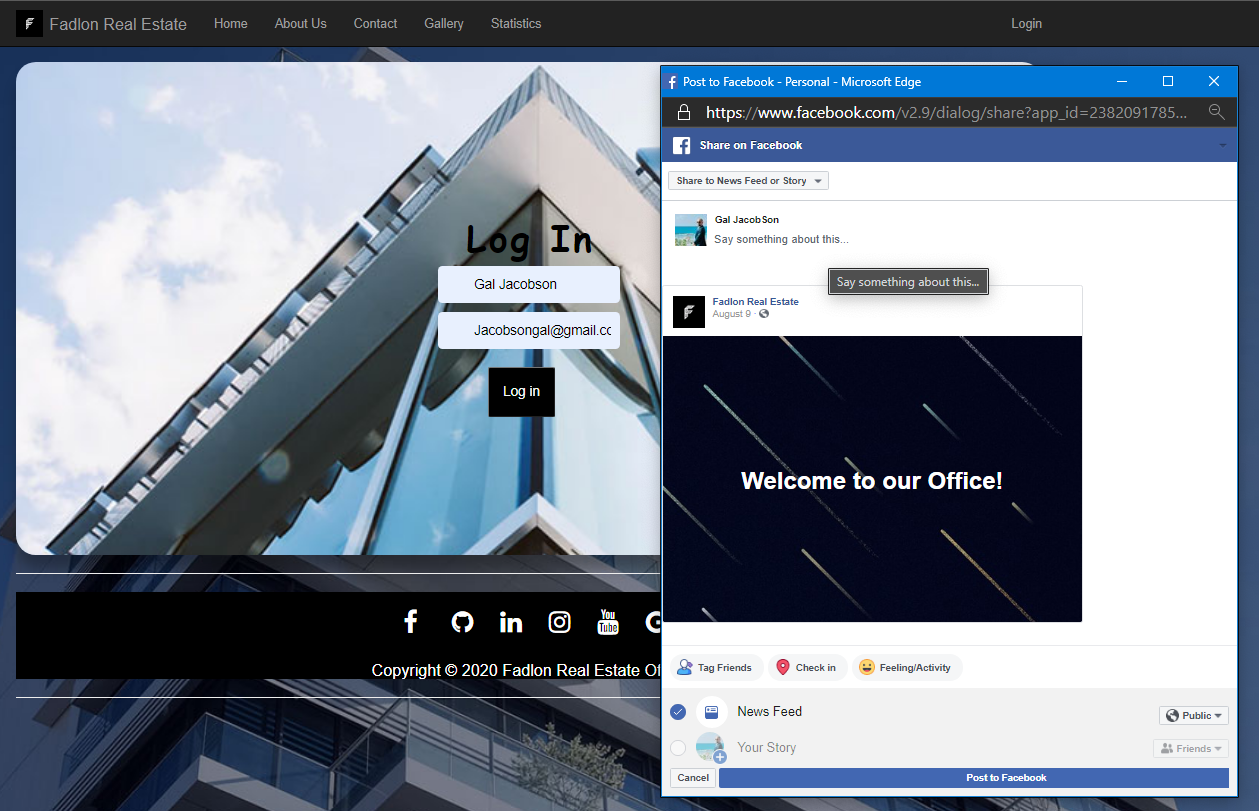 Fadlon Real Estate Home About Us Contact Gallery Statistics Login
Log In
Gal Jacobson
Jacobsongal@gmail.co
Log in
You
Tube
Copyright © 2020 Fadlon Real Estate Of
Post to Facebook - Personal - Microsoft Edge
https://www.facebook.com/v2.9/dialog/share?app_id=2382091785...
Share on Facebook
Share to News Feed or Story
Gal JacobSon
Say something about this...
Say something about this...
Fadlon Real Estate
August 9 ·
Welcome to our Office!
Tag Friends Check in Feeling/Activity
News Feed Public
Your Story Friends
Cancel Post to Facebook